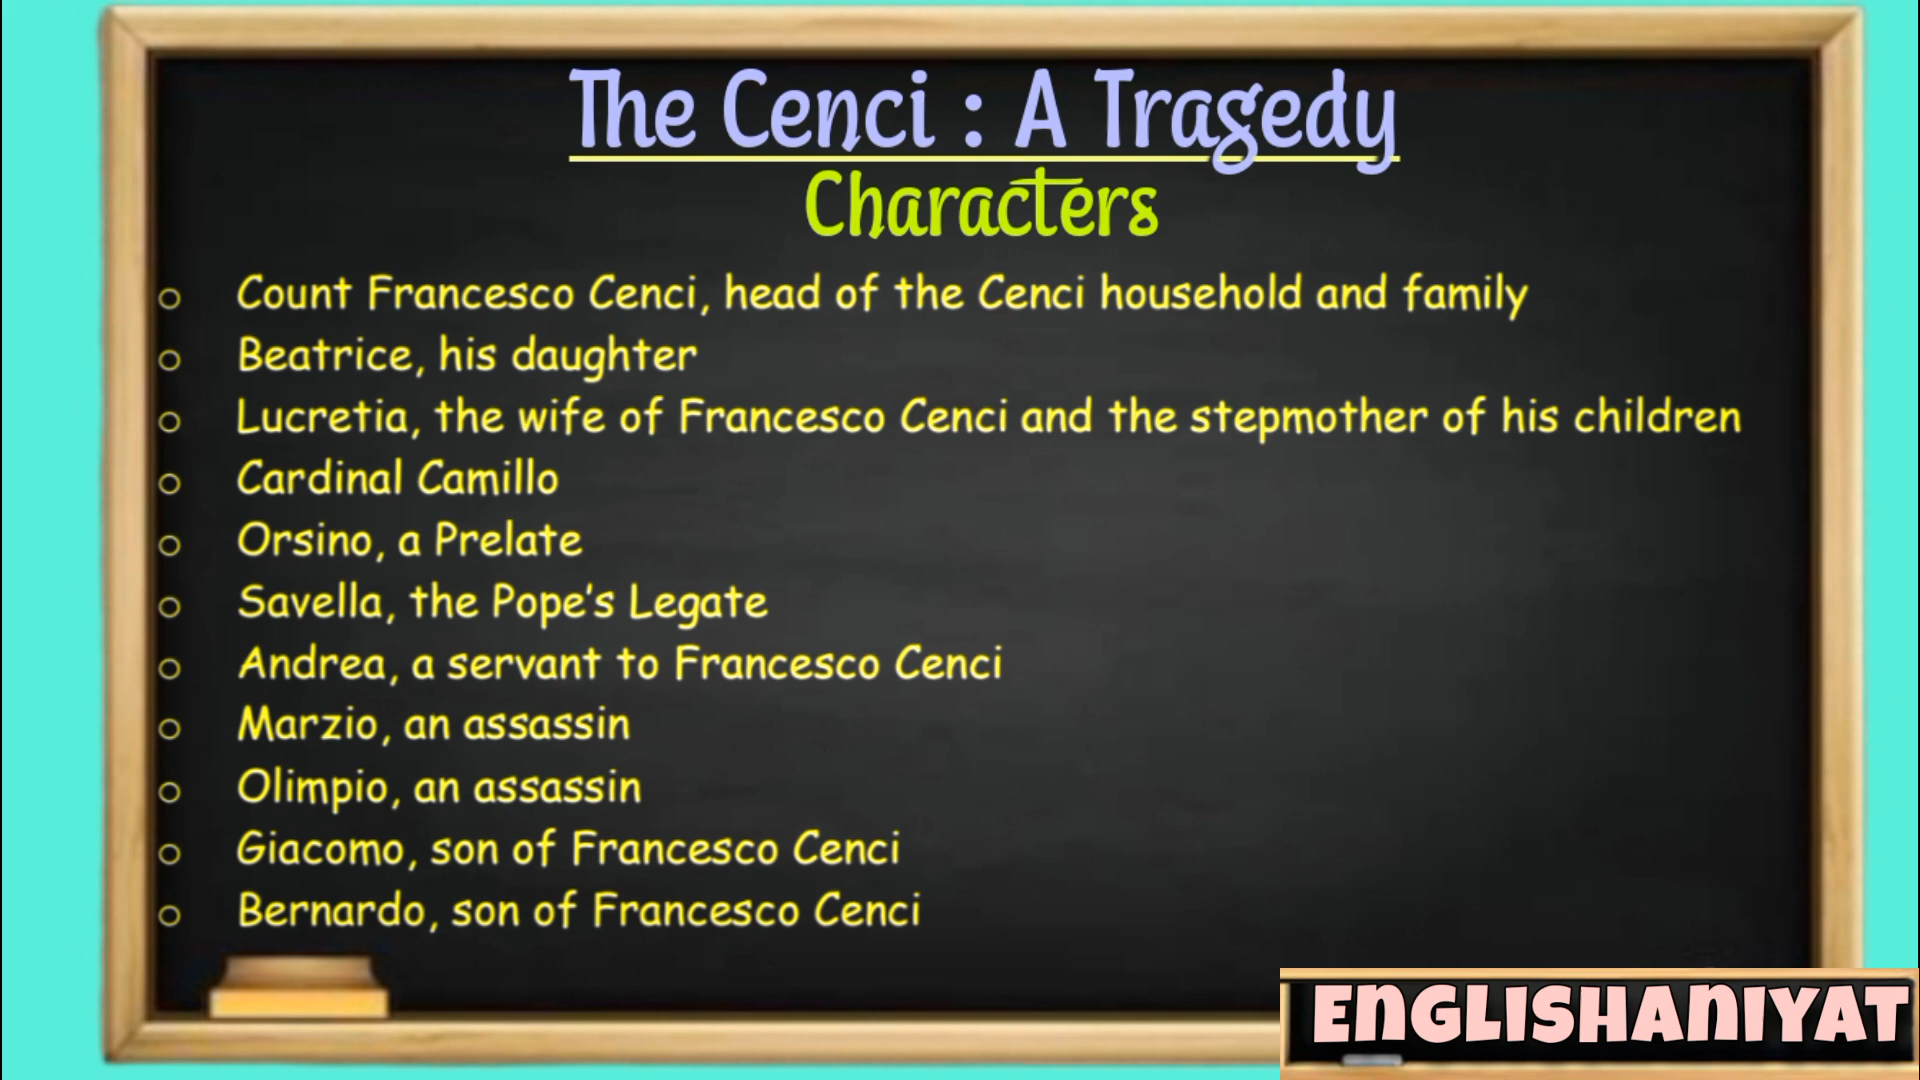 The Cenci : A Tragedy
Characters
Count Francesco Cenci, head of the Cenci household and family
Beatrice, his daughter
Lucretia, the wife of Francesco Cenci and the stepmother of his children
Cardinal Camillo
Orsino, a Prelate
Savella, the Pope's Legate
Andrea, a servant to Francesco Cenci
Marzio, an assassin
Olimpio, an assassin
Giacomo, son of Francesco Cenci
Bernardo, son of Francesco Cenci
ENGLISHANIYAT